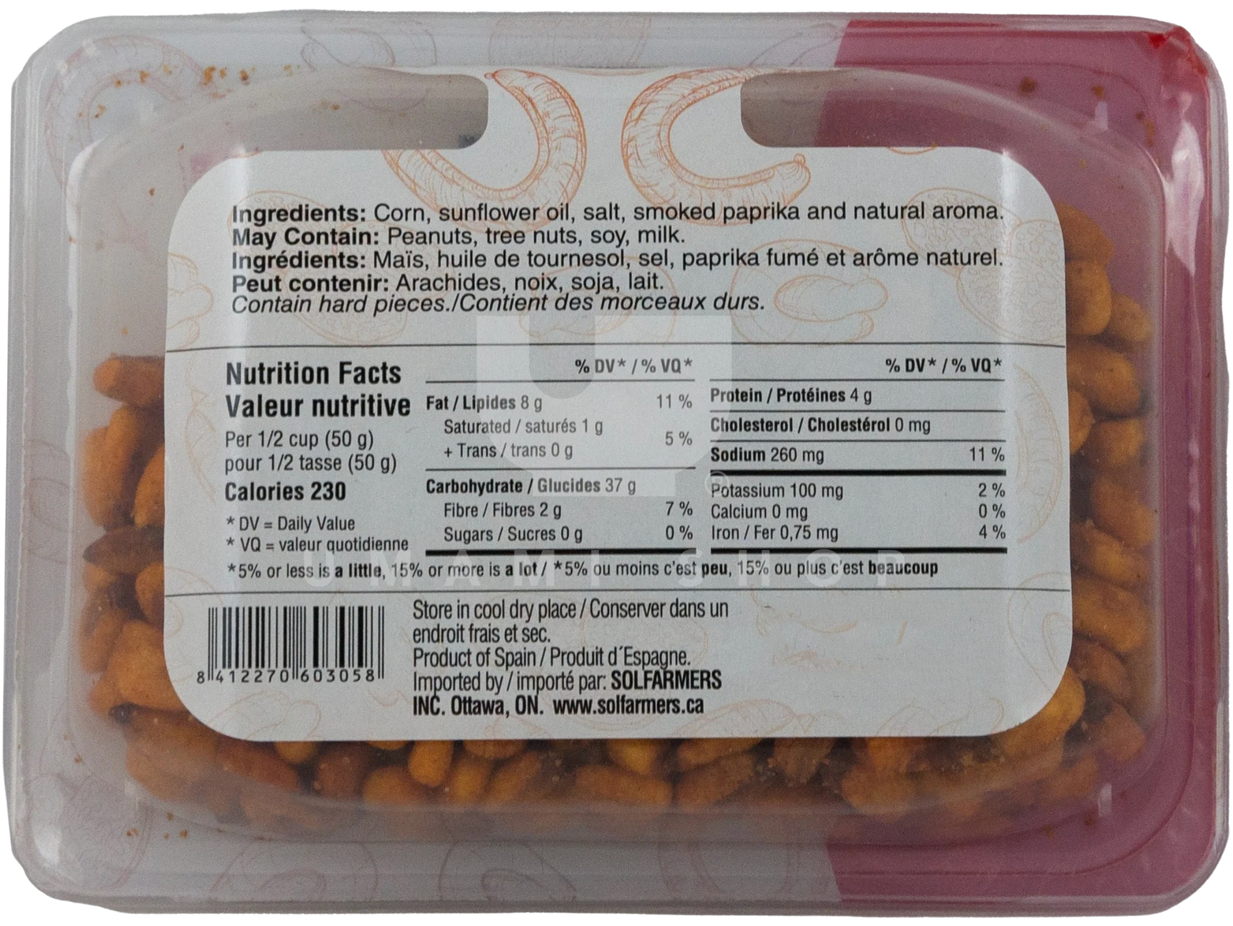 Ingredients: Corn, sunflower oil, salt, smoked paprika and natural aroma.
May Contain: Peanuts, tree nuts, soy, milk.
Ingrédients: Maïs, huile de tournesol, sel, paprika fumé et arôme naturel.
Peut contenir: Arachides, noix, soja, lait.
Contain hard pieces./Contient des morceaux durs.
Nutrition Facts
Valeur nutritive
Per 1/2 cup (50 g)
pour 1/2 tasse (50 g)
Calories 230
* DV = Daily Value
* VQ = valeur quotidienne
% DV* / % VQ*
Fat / Lipides 8 g 11 %
Saturated / saturés 1 g
+ Trans / trans 0 g 5 %
Carbohydrate / Glucides 37 g
Fibre / Fibres 2 g 7 %
Sugars / Sucres 0 g 0 %
% DV* / % VQ*
Protein / Protéines 4 g
Cholesterol / Cholestérol 0 mg
Sodium 260 mg 11 %
Potassium 100 mg 2 %
Calcium 0 mg 0 %
Iron / Fer 0,75 mg 4 %
*5% or less is a little, 15% or more is a lot / *5% ou moins c'est peu, 15% ou plus c'est beaucoup
UNAMI SHOP
®
8 412270 603058
Store in cool dry place / Conserver dans un
endroit frais et sec.
Product of Spain / Produit d´Espagne.
Imported by / importé par: SOLFARMERS
INC. Ottawa, ON. www.solfarmers.ca